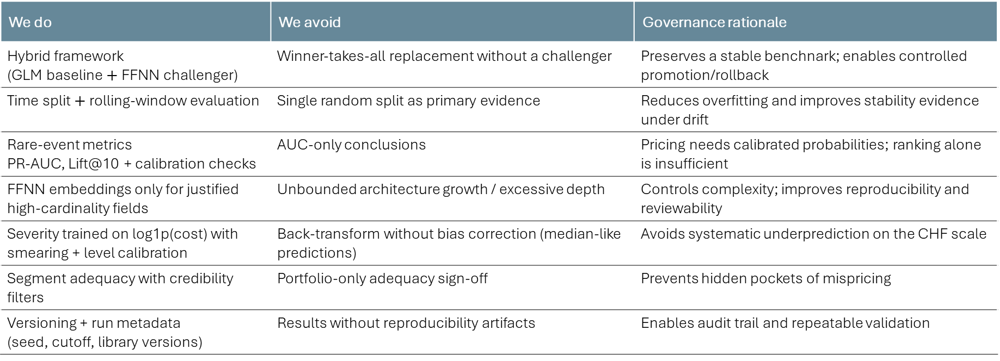 We do
We avoid
Governance rationale
Hybrid framework
(GLM baseline + FFNN challenger)
Winner-takes-all replacement without a challenger
Preserves a stable benchnark; enables controlled
promotion/rollback
Time split + rolling-window evaluation
Single random split as primary evidence
Reduces overfitting and improves stability evidence
under drift
Rare-event metrics
PR-AUC, Lift@10 + calibration checks
AUC-only conclusions
Pricing needs calibrated probabilities; ranking alone
is insufficient
FFNN embeddings only for justified
high-cardinality fields
Unbounded architecture growth / excessive depth
Controls complexity; improves reproducibility and
reviewability
Severity trained on log1p(cost) with
smearing + level calibration
Back-transform without bias correction (median-like
predictions)
Avoids systematic underprediction on the CHF scale
Segment adequacy with credibility
filters
Portfolio-only adequacy sign-off
Prevents hidden pockets of mispricing
Versioning + run metadata
(seed, cutoff, library versions)
Results without reproducibility artifacts
Enables audit trail and repeatable validation